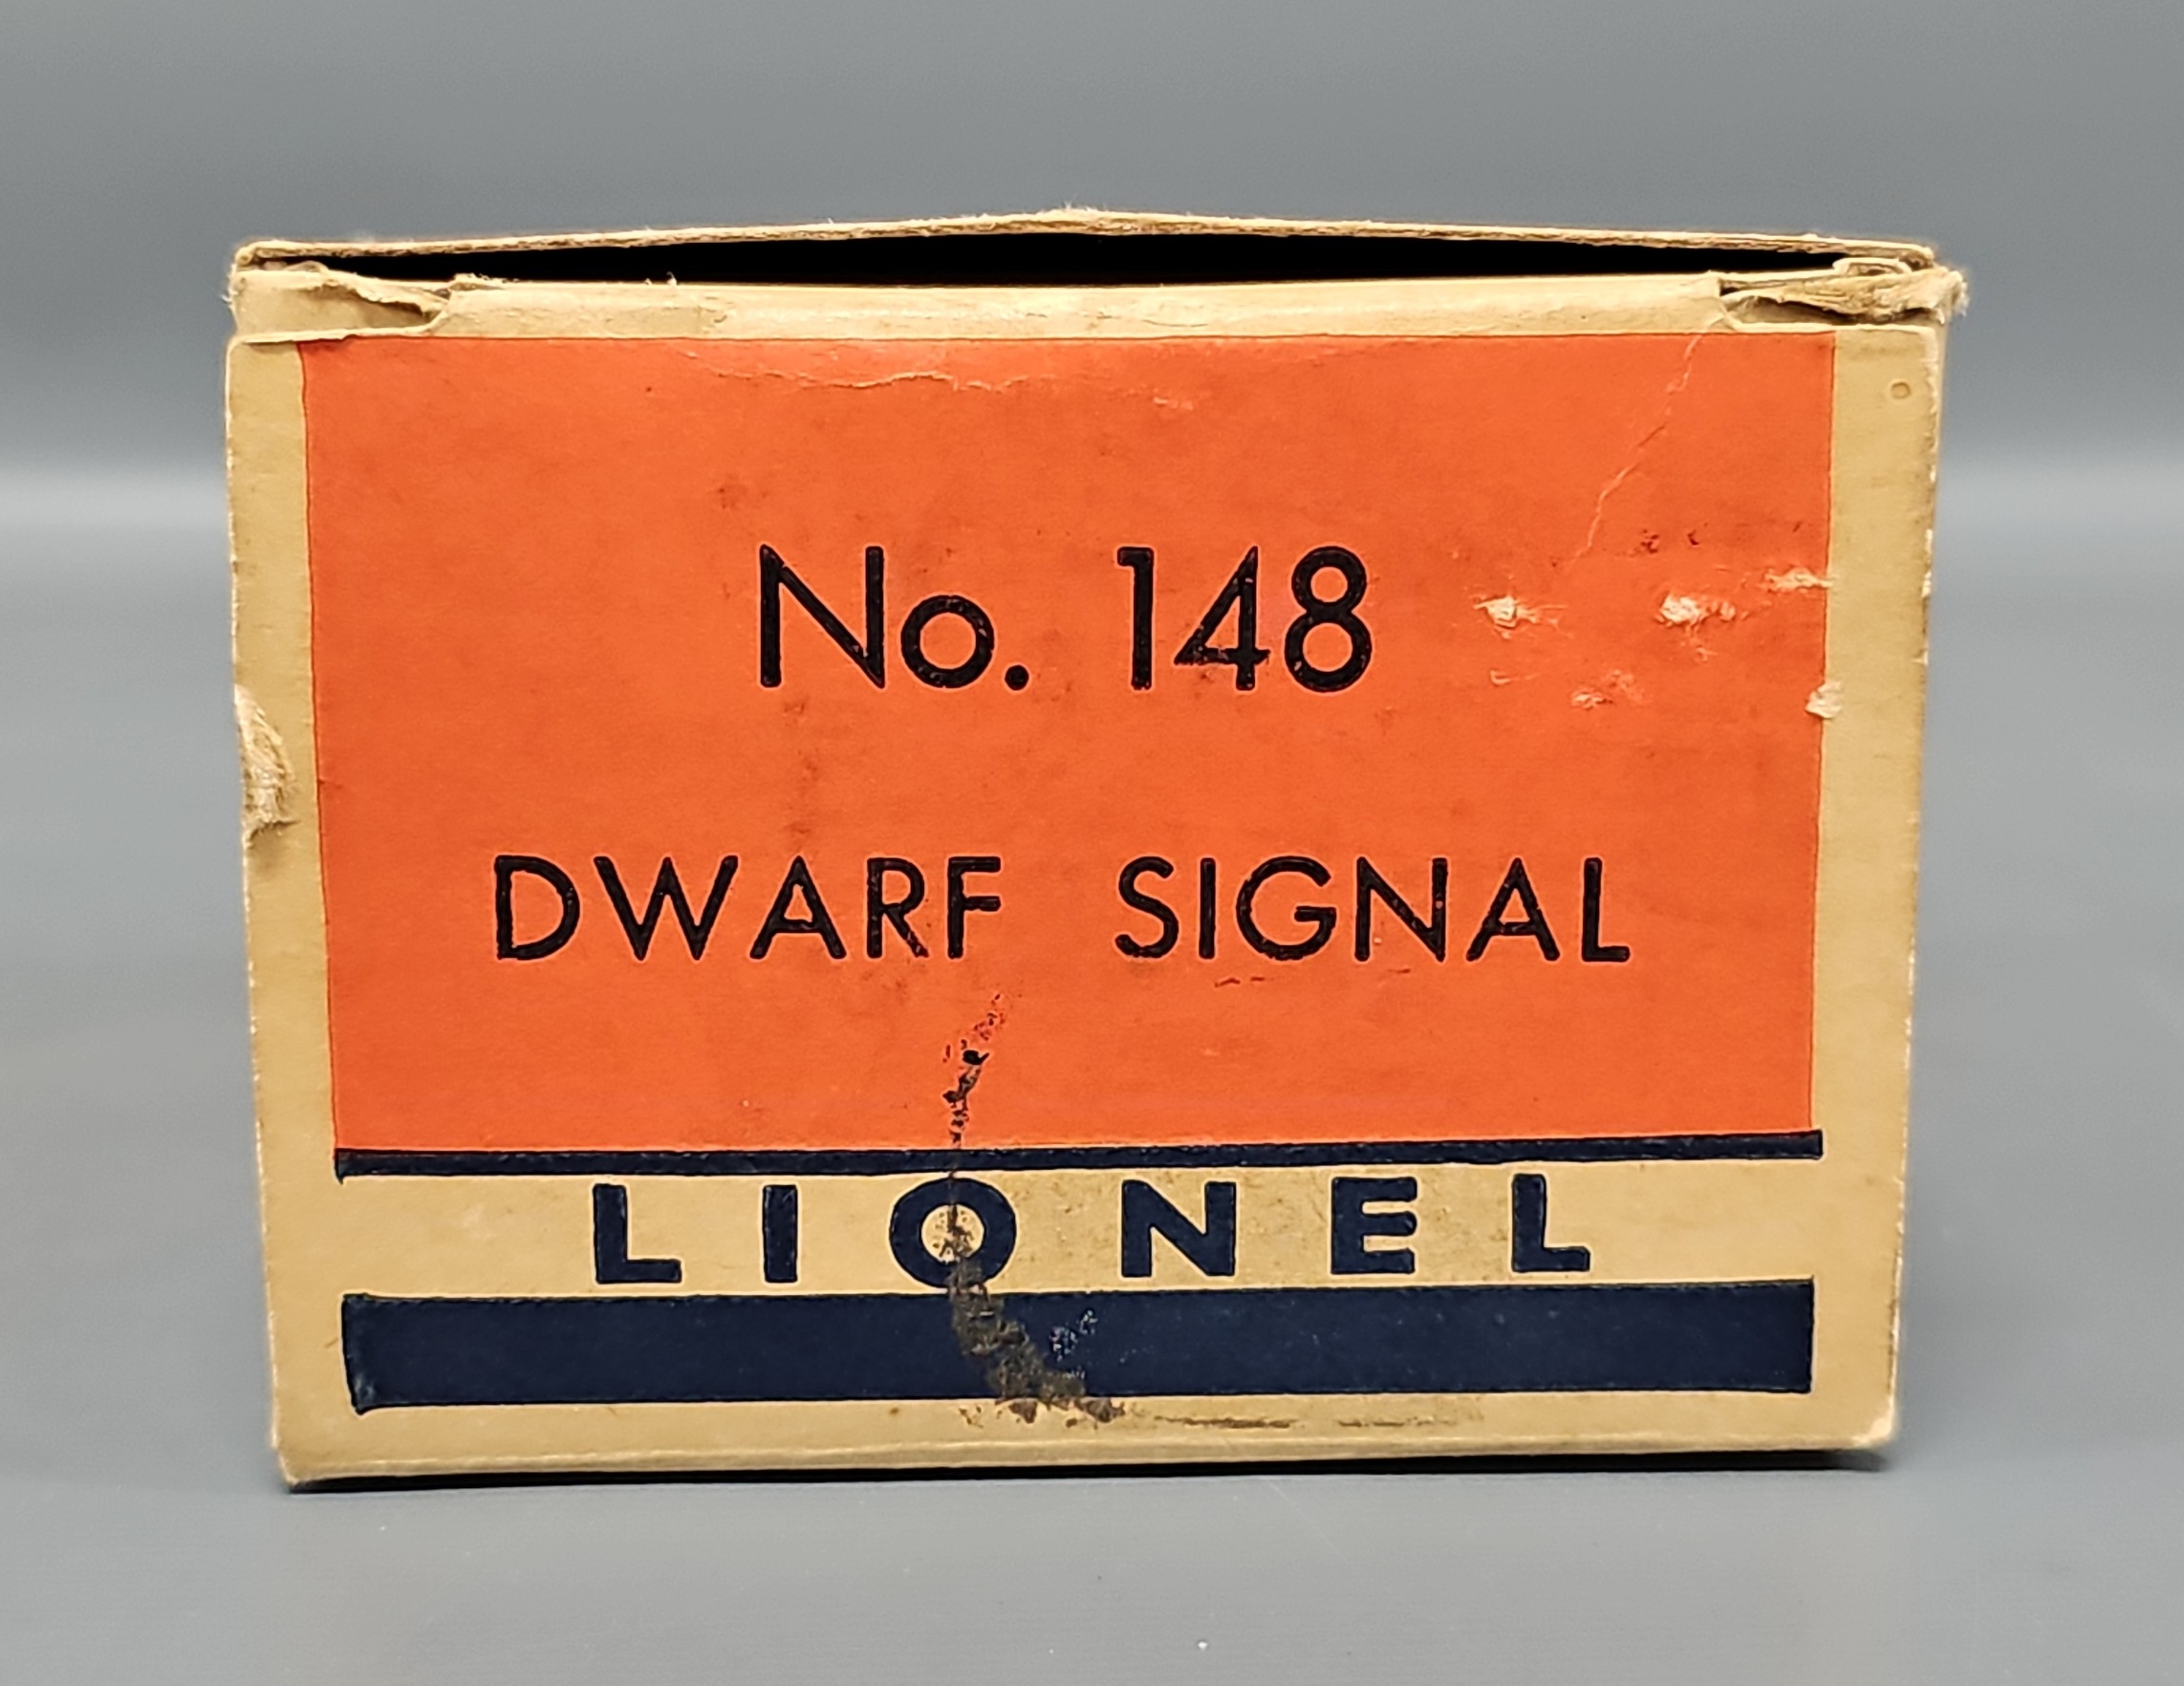 No. 148
DWARF SIGNAL
LIONEL